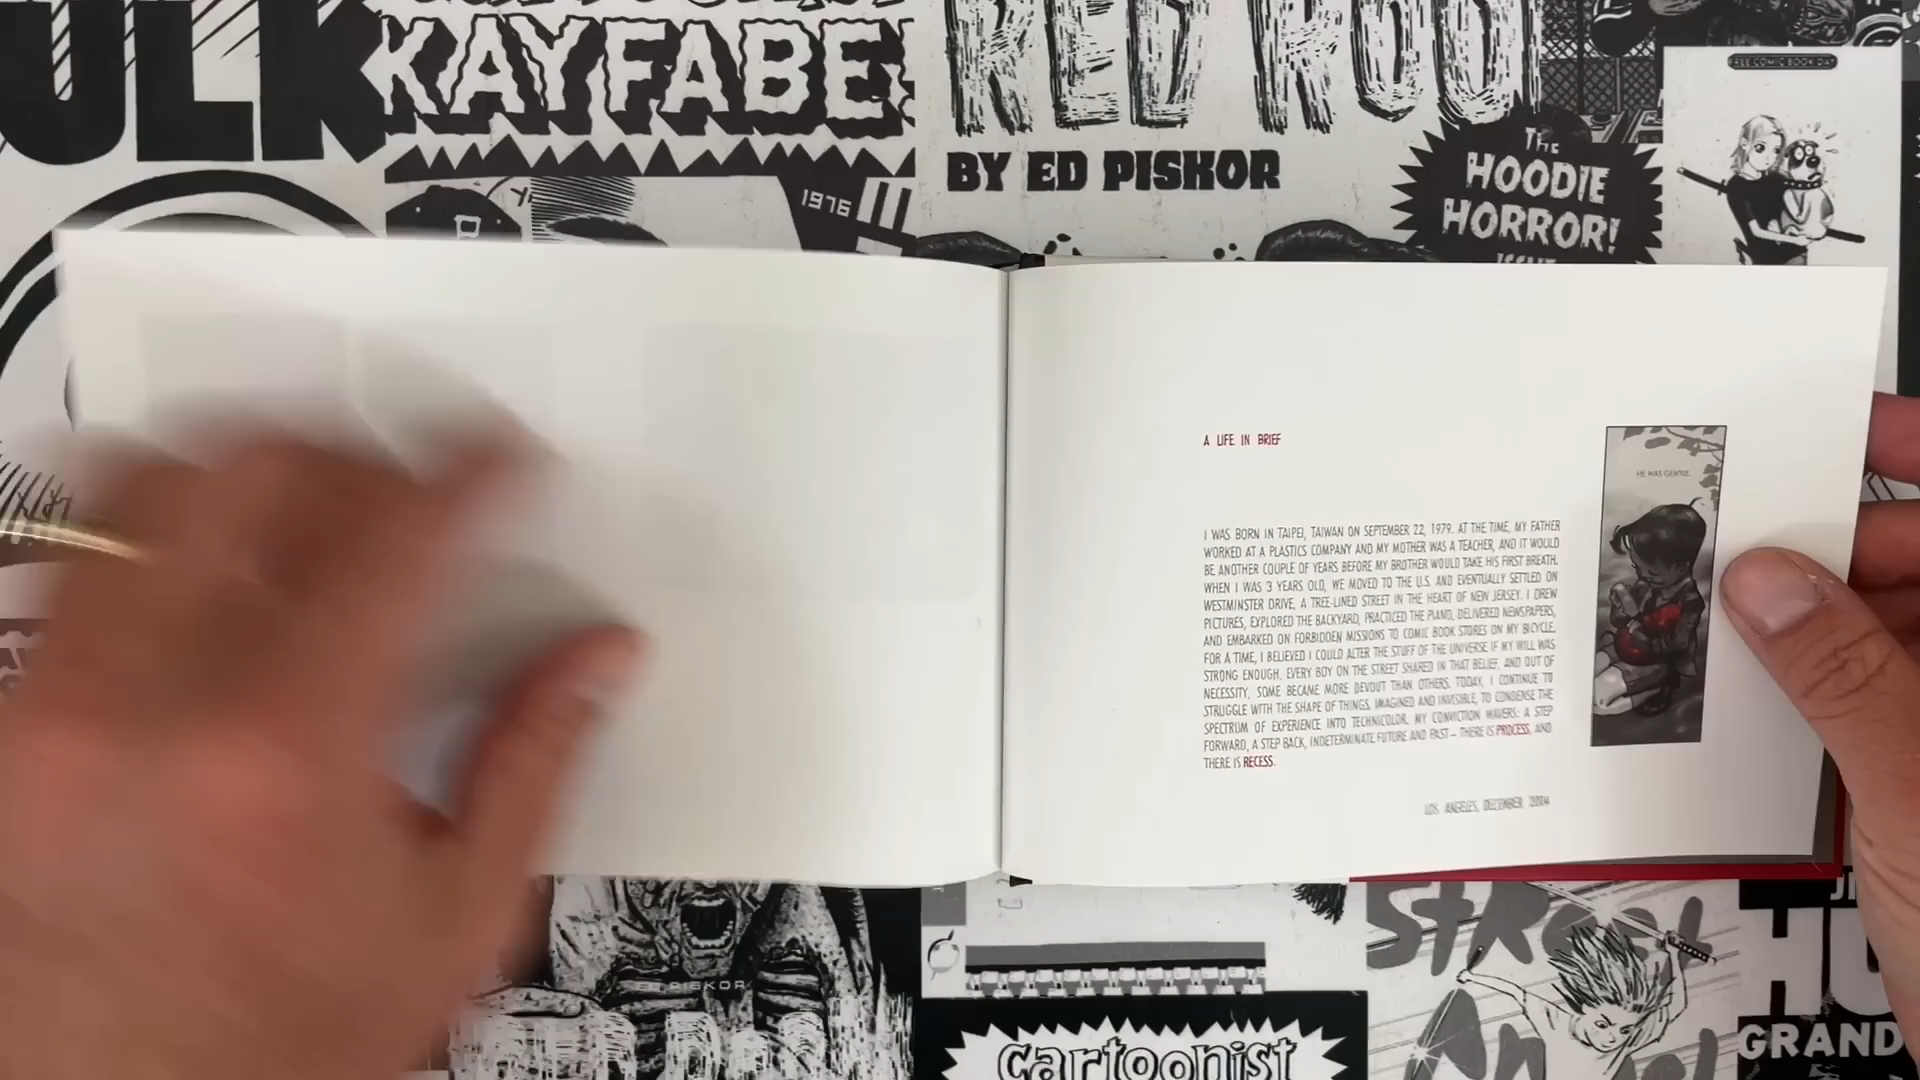 KAYFABE
RED ROOM
BY ED PISKOR
1976
THE
HOODIE
HORROR!
FREE COMIC BOOK DAY
A LIFE IN BRIEF
HE WAS GENTLE.
I WAS BORN IN TAIPEI, TAIWAN ON SEPTEMBER 22, 1979. AT THE TIME, MY FATHER
WORKED AT A PLASTICS COMPANY AND MY MOTHER WAS A TEACHER, AND IT WOULD
BE ANOTHER COUPLE OF YEARS BEFORE MY BROTHER WOULD TAKE HIS FIRST BREATH.
WHEN I WAS 3 YEARS OLD, WE MOVED TO THE U.S. AND EVENTUALLY SETTLED ON
WESTMINSTER DRIVE, A TREE-LINED STREET IN THE HEART OF NEW JERSEY. I DREW
PICTURES, EXPLORED THE BACKYARD, PRACTICED THE PIANO, DELIVERED NEWSPAPERS,
AND EMBARKED ON FORBIDDEN MISSIONS TO COMIC BOOK STORES ON MY BICYCLE.
FOR A TIME, I BELIEVED I COULD ALTER THE STUFF OF THE UNIVERSE IF MY WILL WAS
STRONG ENOUGH. EVERY BOY ON THE STREET SHARED IN THAT BELIEF, AND OUT OF
NECESSITY, SOME BECAME MORE DEVOUT THAN OTHERS. TODAY, I CONTINUE TO
STRUGGLE WITH THE SHAPE OF THINGS, IMAGINED AND INVISIBLE, TO CONDENSE THE
SPECTRUM OF EXPERIENCE INTO TECHNICOLOR. MY CONVICTION WAVERS: A STEP
FORWARD, A STEP BACK, INDETERMINATE FUTURE AND PAST – THERE IS PROCESS, AND
THERE IS RECESS.
LOS ANGELES, DECEMBER 2004
ED PISKOR
cartoonist
STREET
ANGEL
GRAND